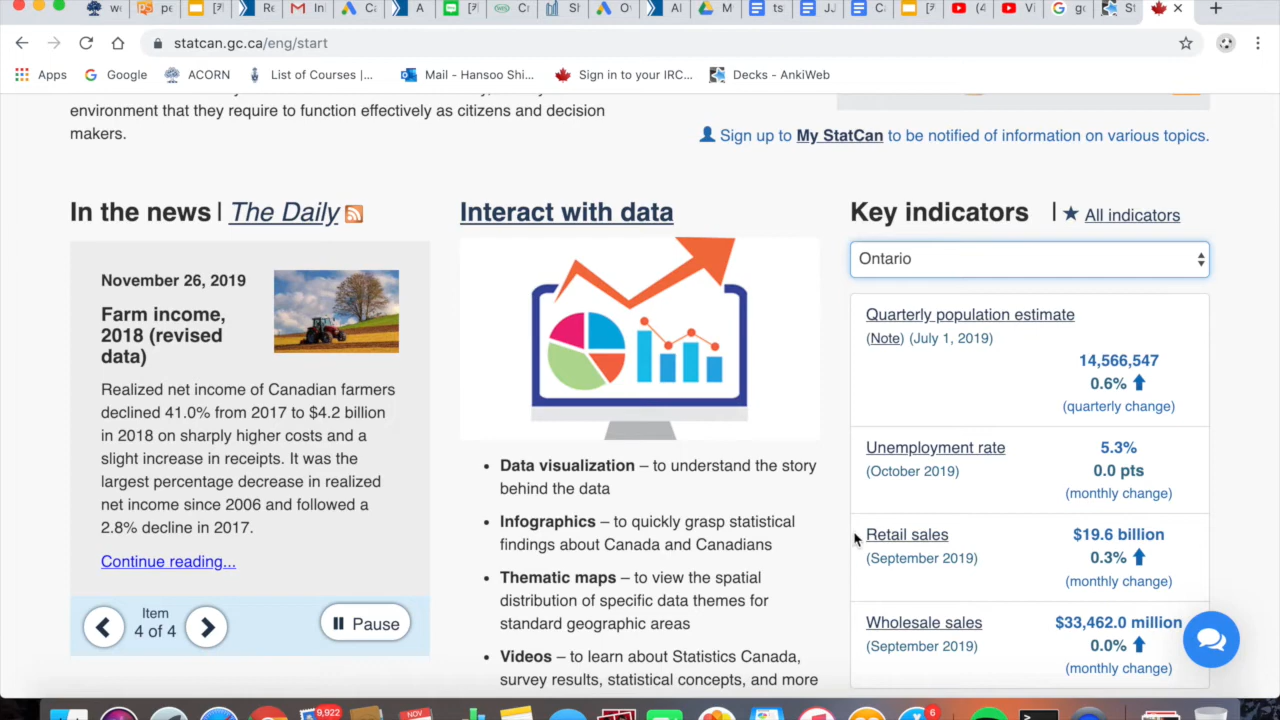 statcan.gc.ca/eng/start
Apps Google ACORN List of Courses |... Mail - Hansoo Shi... Sign in to your IRC... Decks - AnkiWeb
environment that they require to function effectively as citizens and decision
makers.
Sign up to My StatCan to be notified of information on various topics.
In the news | The Daily
November 26, 2019
Farm income,
2018 (revised
data)
Realized net income of Canadian farmers
declined 41.0% from 2017 to $4.2 billion
in 2018 on sharply higher costs and a
slight increase in receipts. It was the
largest percentage decrease in realized
net income since 2006 and followed a
2.8% decline in 2017.
Continue reading...
Item
4 of 4
Pause
Interact with data
Data visualization – to understand the story
behind the data
Infographics – to quickly grasp statistical
findings about Canada and Canadians
Thematic maps – to view the spatial
distribution of specific data themes for
standard geographic areas
Videos – to learn about Statistics Canada,
survey results, statistical concepts, and more
Key indicators | All indicators
Ontario
Quarterly population estimate
(Note) (July 1, 2019)
14,566,547
0.6%
(quarterly change)
Unemployment rate 5.3%
(October 2019) 0.0 pts
(monthly change)
Retail sales $19.6 billion
(September 2019) 0.3%
(monthly change)
Wholesale sales $33,462.0 million
(September 2019) 0.0%
(monthly change)
9,922
NOV
6